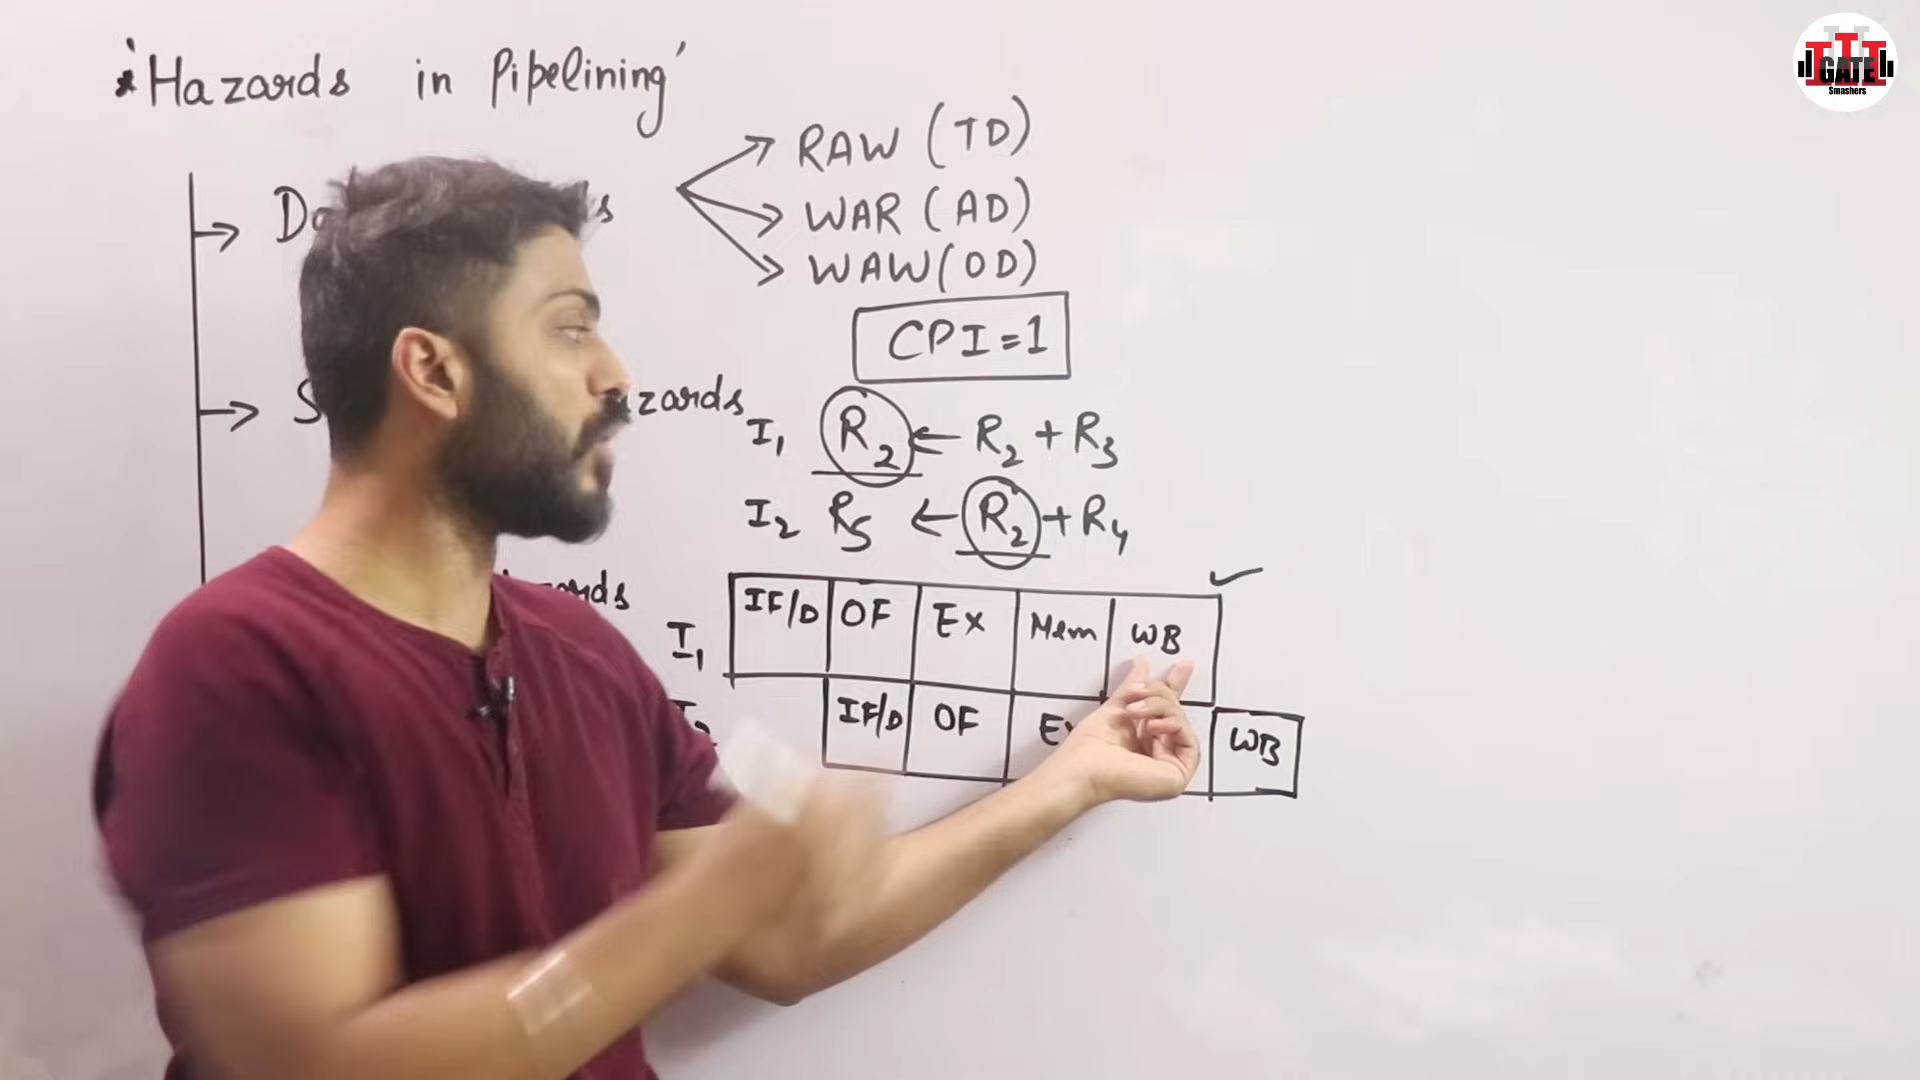 'Hazards in Pipelining'
RAW (TD)
WAR (AD)
WAW (OD)
CPI=1
I1 R2 ← R2 + R3
I2 R5 ← R2 + R4
I1 IF/D OF Ex Mem WB
IF/D OF WB
GATE
Smashers